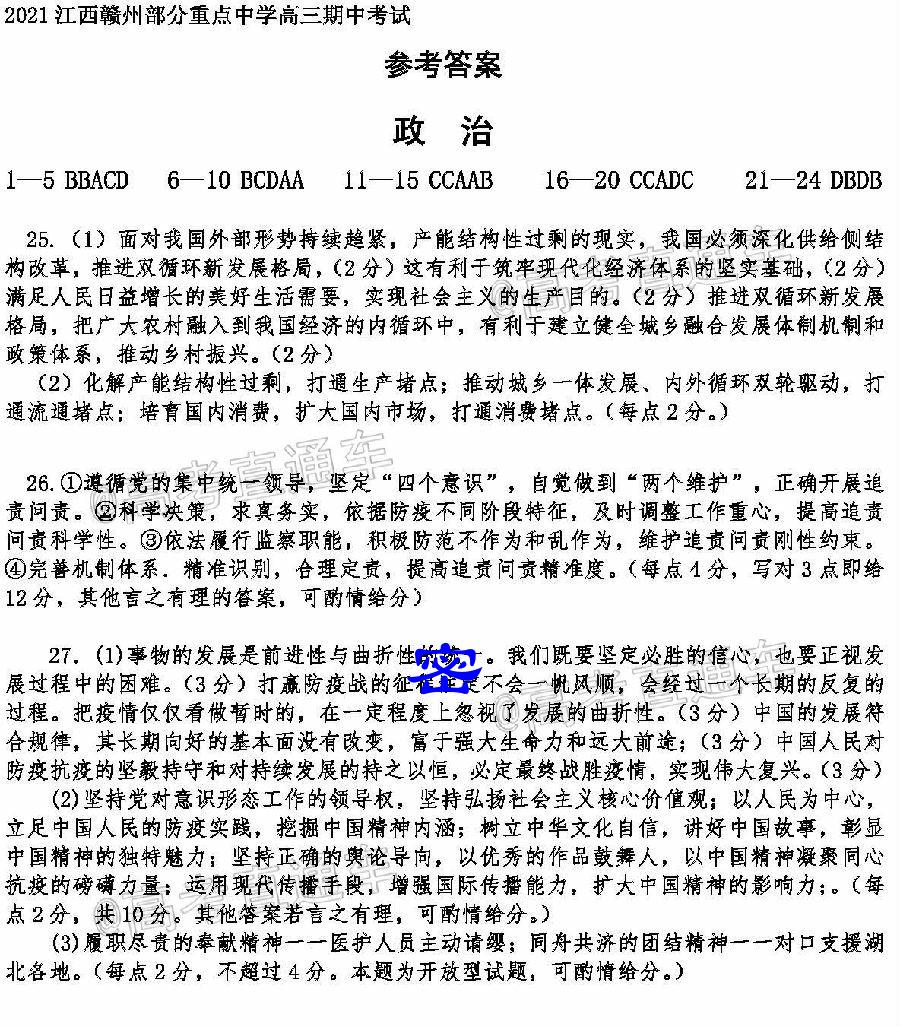 2021江西赣州部分重点中学高三期中考试
参考答案
政 治
1—5 BBACD 6—10 BCDAA 11—15 CCAAB 16—20 CCADC 21—24 DBDB
25.（1）面对我国外部形势持续趋紧，产能结构性过剩的现实，我国必须深化供给侧结
构改革，推进双循环新发展格局，（2分）这有利于筑牢现代化经济体系的坚实基础，（2分）
满足人民日益增长的美好生活需要，实现社会主义的生产目的。（2分）推进双循环新发展
格局，把广大农村融入到我国经济的内循环中，有利于建立健全城乡融合发展体制机制和
政策体系，推动乡村振兴。（2分）
（2）化解产能结构性过剩，打通生产堵点；推动城乡一体发展、内外循环双轮驱动，打
通流通堵点；培育国内消费，扩大国内市场，打通消费堵点。（每点2分。）
26.①遵循党的集中统一领导，坚定“四个意识”，自觉做到“两个维护”，正确开展追
责问责。②科学决策，求真务实，依据防疫不同阶段特征，及时调整工作重心，提高追责
问责科学性。③依法履行监察职能，积极防范不作为和乱作为，维护追责问责刚性约束。
④完善机制体系．精准识别，合理定责，提高追责问责精准度。（每点4分，写对3点即给
12分，其他言之有理的答案，可酌情给分）
27．(1)事物的发展是前进性与曲折性 密 。我们既要坚定必胜的信心，也要正视发
展过程中的困难。（3分）打赢防疫战的征 不会一帆风顺，会经过一个长期的反复的
过程。把疫情仅仅看做暂时的，在一定程度上忽视了发展的曲折性。（3分）中国的发展符
合规律，其长期向好的基本面没有改变，富于强大生命力和远大前途；（3分）中国人民对
防疫抗疫的坚毅持守和对持续发展的持之以恒，必定最终战胜疫情，实现伟大复兴。（3分）
(2)坚持党对意识形态工作的领导权，坚持弘扬社会主义核心价值观；以人民为中心，
立足中国人民的防疫实践，挖掘中国精神内涵；树立中华文化自信，讲好中国故事，彰显
中国精神的独特魅力；坚持正确的舆论导向，以优秀的作品鼓舞人，以中国精神凝聚同心
抗疫的磅礴力量；运用现代传播手段，增强国际传播能力，扩大中国精神的影响力；。（每
点2分，共10分。其他答案若言之有理，可酌情给分。）
(3)履职尽责的奉献精神一一医护人员主动请缨；同舟共济的团结精神一一对口支援湖
北各地。（每点2分，不超过4分。本题为开放型试题，可酌情给分。）
@高考直通车
@高考直通车
@高考直通车
@高考直通车